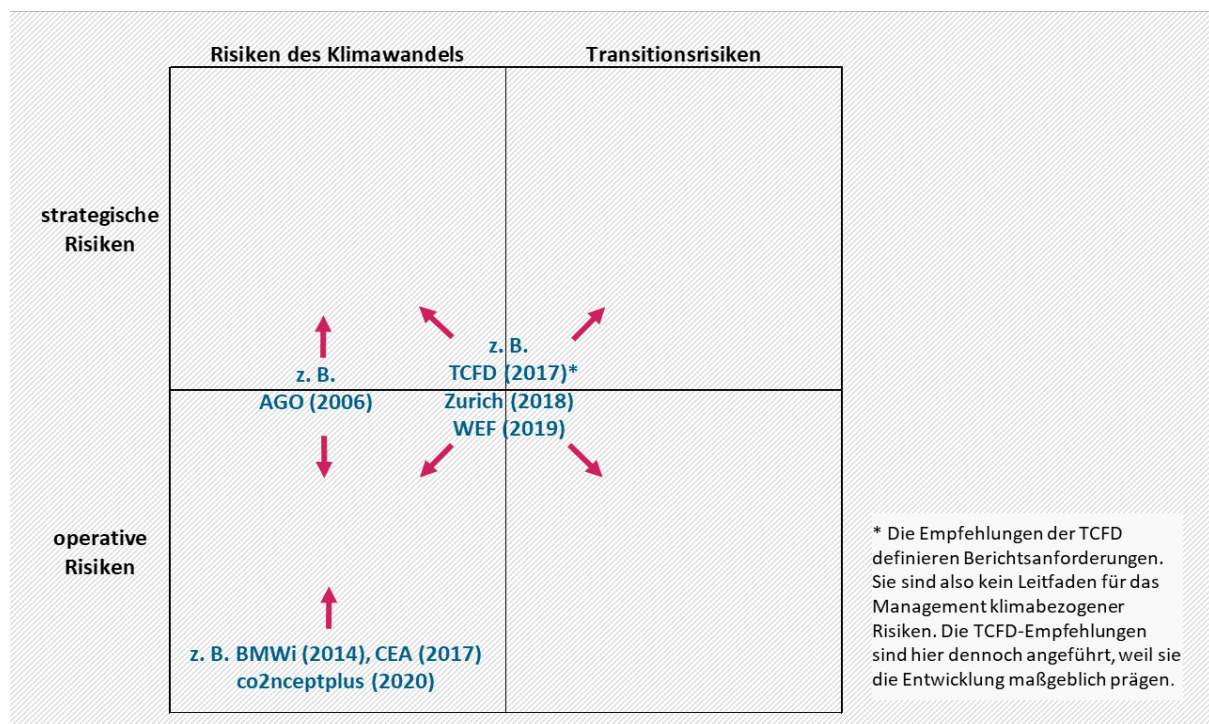 Risiken des Klimawandels
Transitionsrisiken
strategische
Risiken
z. B.
AGO (2006)
z. B.
TCFD (2017)*
Zurich (2018)
WEF (2019)
operative
Risiken
z. B. BMWi (2014), CEA (2017)
co2nceptplus (2020)
* Die Empfehlungen der TCFD
definieren Berichtsanforderungen.
Sie sind also kein Leitfaden für das
Management klimabezogener
Risiken. Die TCFD-Empfehlungen
sind hier dennoch angeführt, weil sie
die Entwicklung maßgeblich prägen.